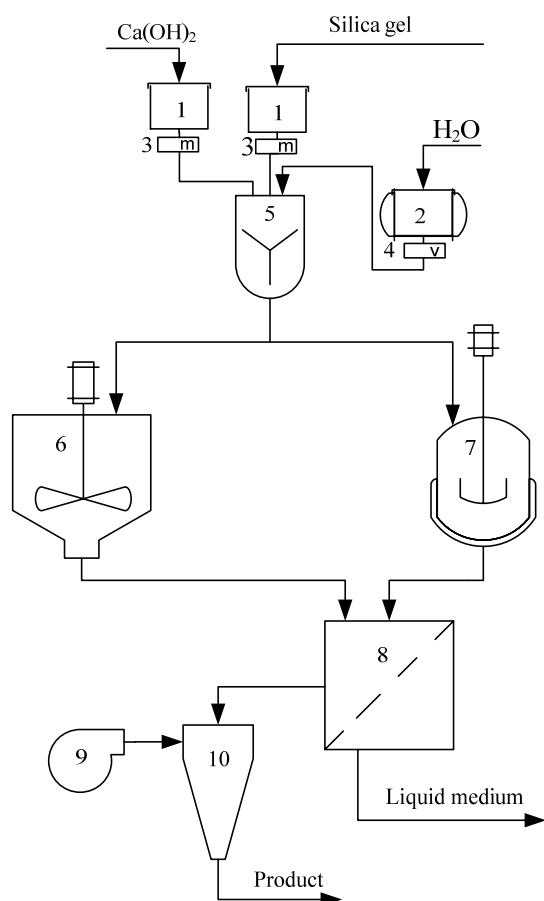 Ca(OH)₂
Silica gel
1
1
3 m
3 m
H₂O
2
4 v
5
6
7
8
9
10
Liquid medium
Product